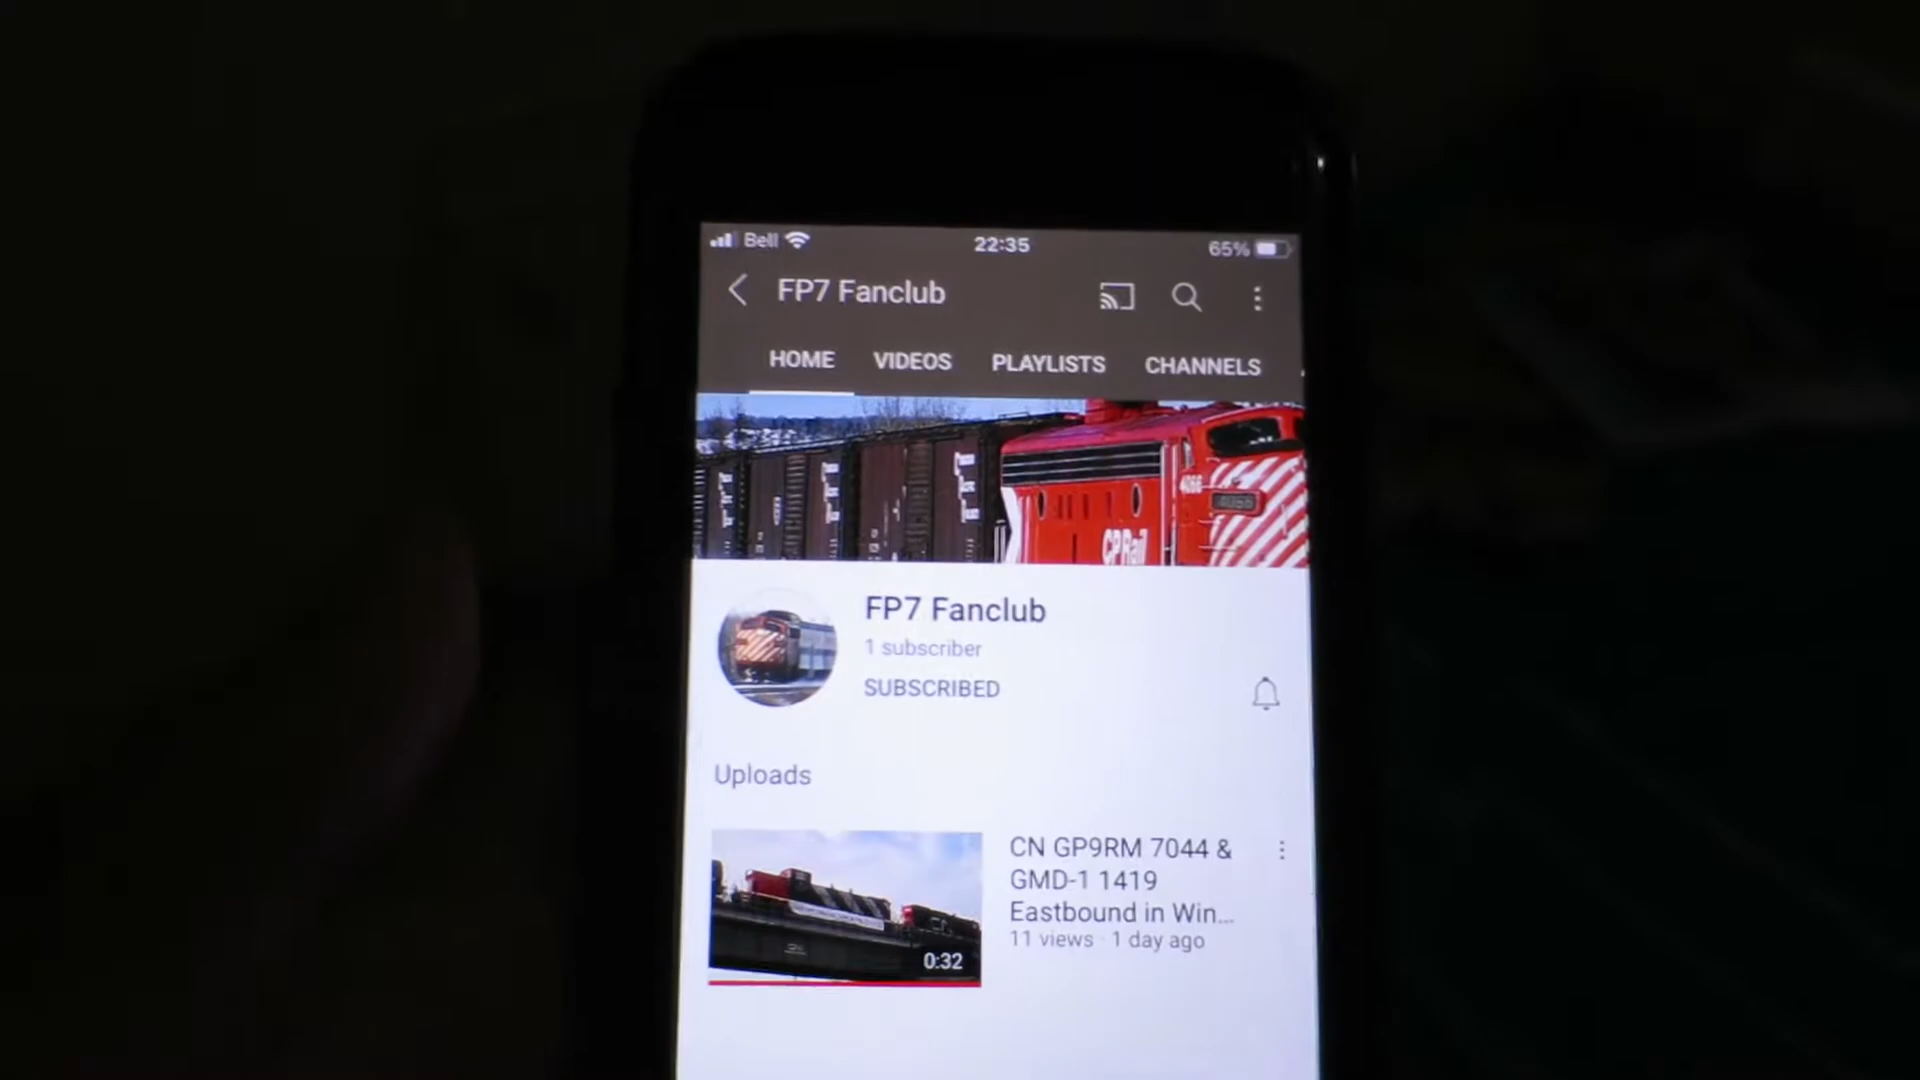 Bell 22:35 65%
FP7 Fanclub
HOME VIDEOS PLAYLISTS CHANNELS
4066
CP Rail
FP7 Fanclub
1 subscriber
SUBSCRIBED
Uploads
CN GP9RM 7044 &
GMD-1 1419
Eastbound in Win...
11 views · 1 day ago
0:32